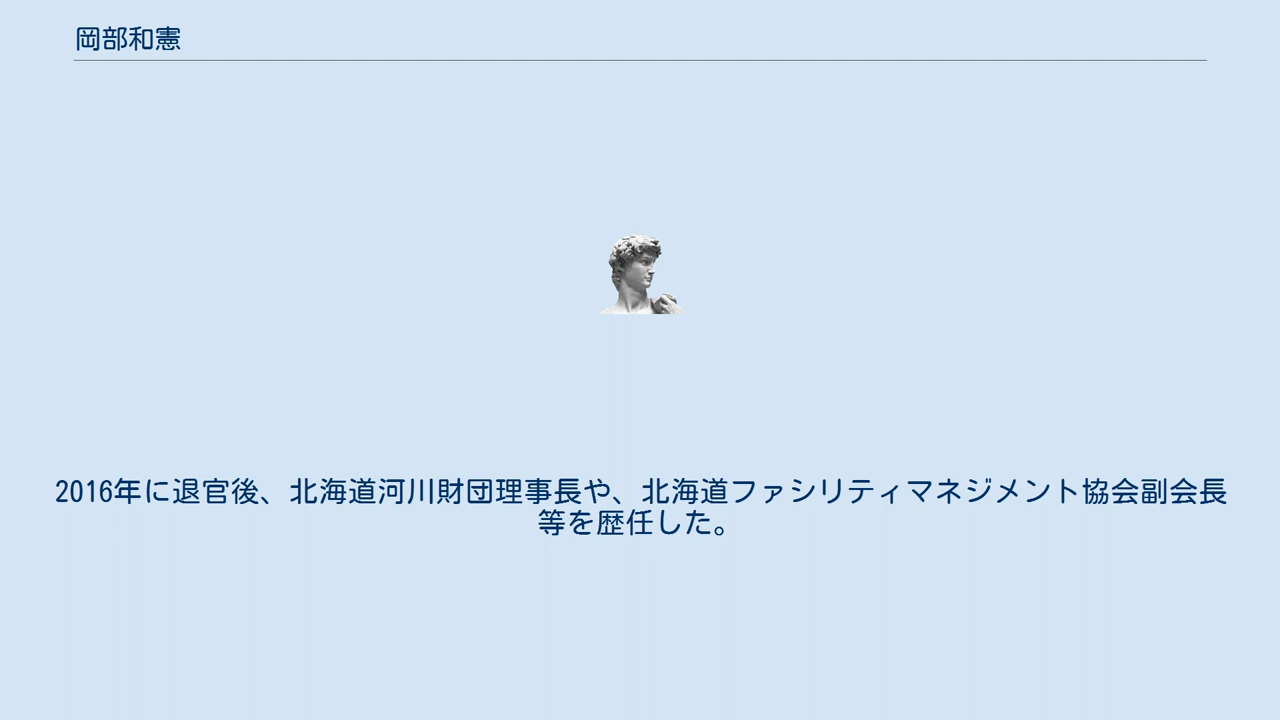 岡部和憲
2016年に退官後、北海道河川財団理事長や、北海道ファシリティマネジメント協会副会長
等を歴任した。